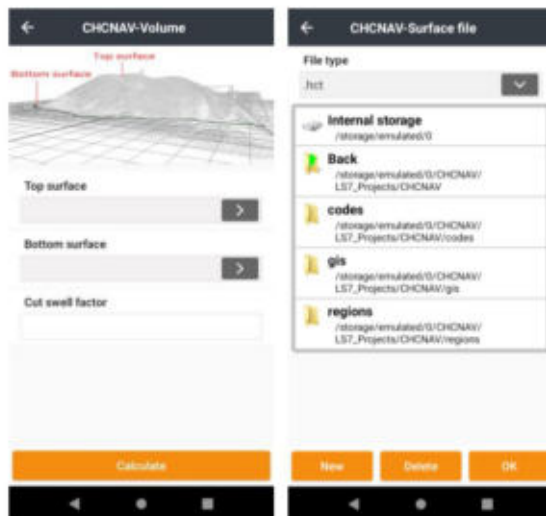 CHCNAV-Volume
Top surface
Bottom surface
Top surface
Bottom surface
Cut swell factor
Calculate
CHCNAV-Surface file
File type
.hct
Internal storage
/storage/emulated/0
Back
/storage/emulated/0/CHCNAV/
LS7_Projects/CHCNAV
codes
/storage/emulated/0/CHCNAV/
LS7_Projects/CHCNAV/codes
gis
/storage/emulated/0/CHCNAV/
LS7_Projects/CHCNAV/gis
regions
/storage/emulated/0/CHCNAV/
LS7_Projects/CHCNAV/regions
New
Delete
OK